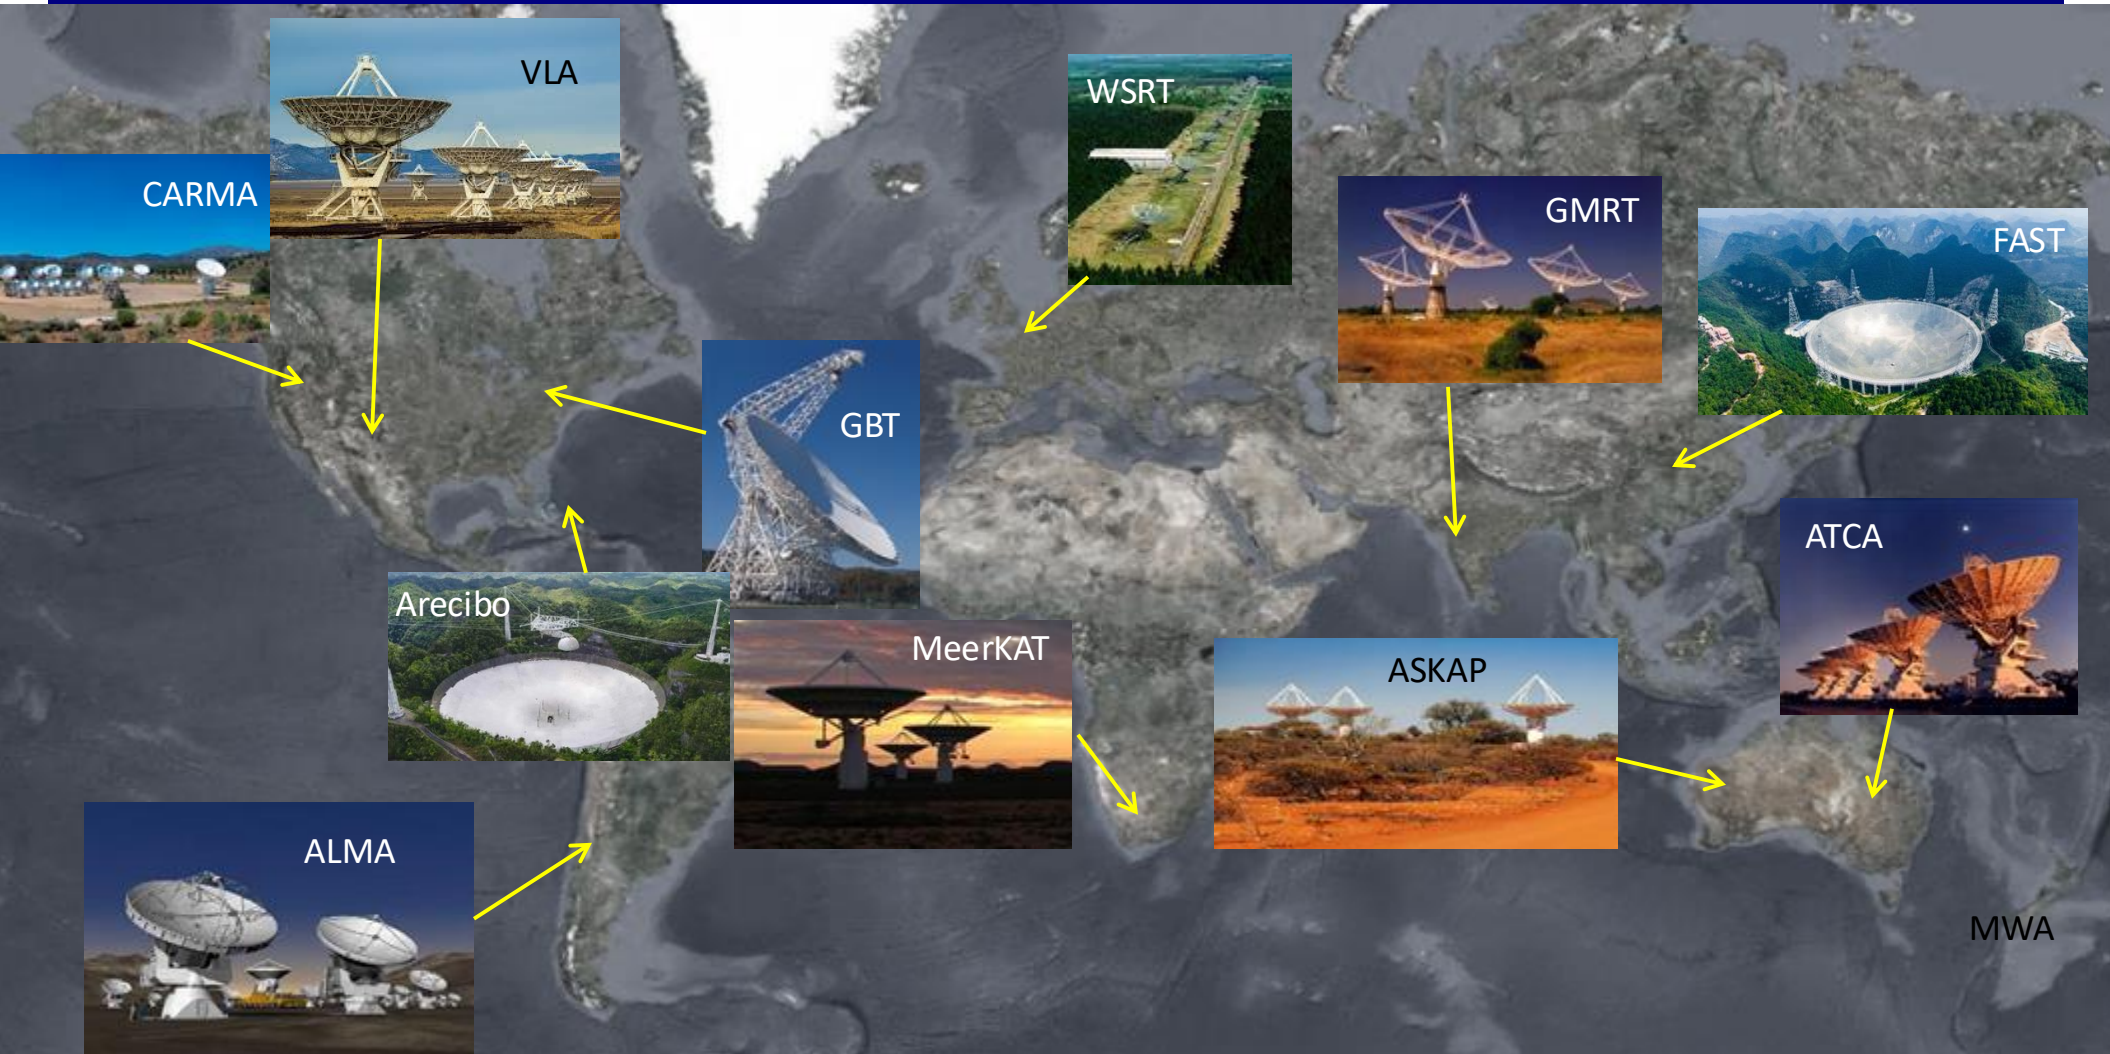 VLA
WSRT
CARMA
GMRT
FAST
GBT
ATCA
Arecibo
MeerKAT
ASKAP
ALMA
MWA